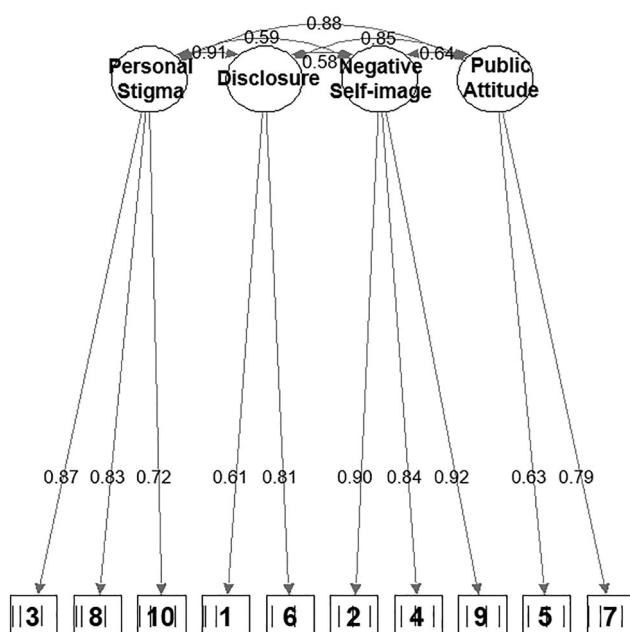 0.88
0.59
0.85
0.91
0.58
0.64
Personal
Stigma
Disclosure
Negative
Self-image
Public
Attitude
0.87 0.83 0.72 0.61 0.81 0.90 0.84 0.92 0.63 0.79
3 8 10 1 6 2 4 9 5 7